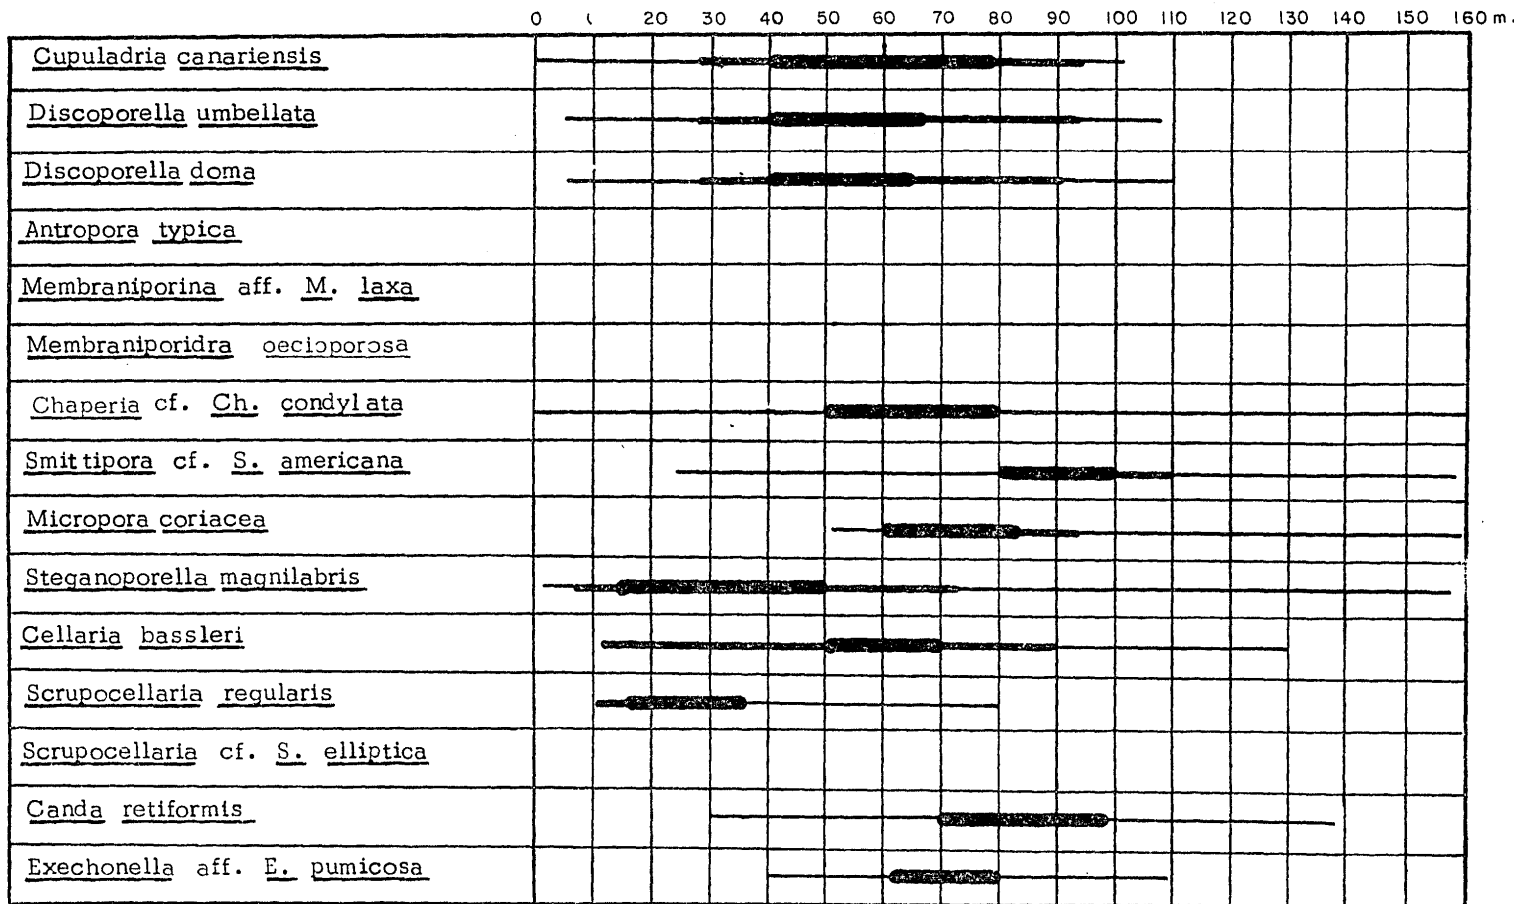 0 ( 20 30 40 50 60 70 80 90 100 110 120 130 140 150 160 m.
Cupuladria canariensis
Discoporella umbellata
Discoporella doma
Antropora typica
Membraniporina aff. M. laxa
Membraniporidra oecioporosa
Chaperia cf. Ch. condylata
Smittipora cf. S. americana
Micropora coriacea
Steganoporella magnilabris
Cellaria bassleri
Scrupocellaria regularis
Scrupocellaria cf. S. elliptica
Canda retiformis
Exechonella aff. E. pumicosa